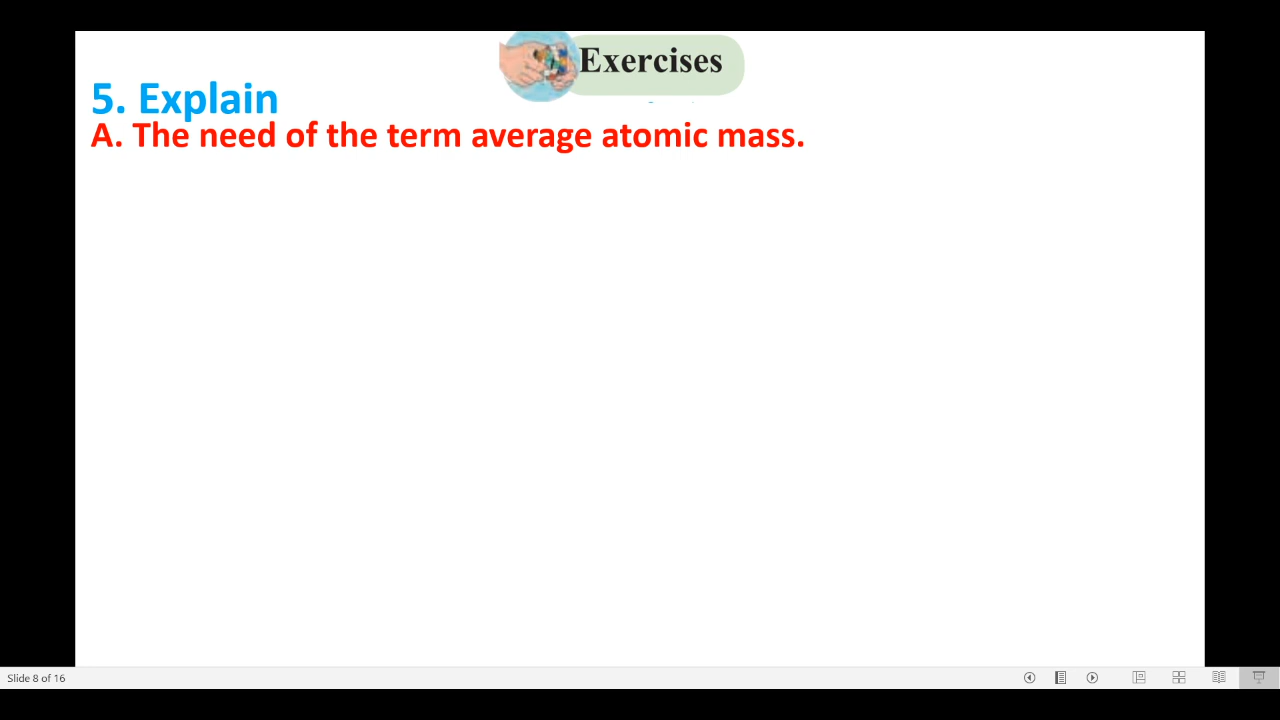 Exercises
5. Explain
A. The need of the term average atomic mass.
Slide 8 of 16